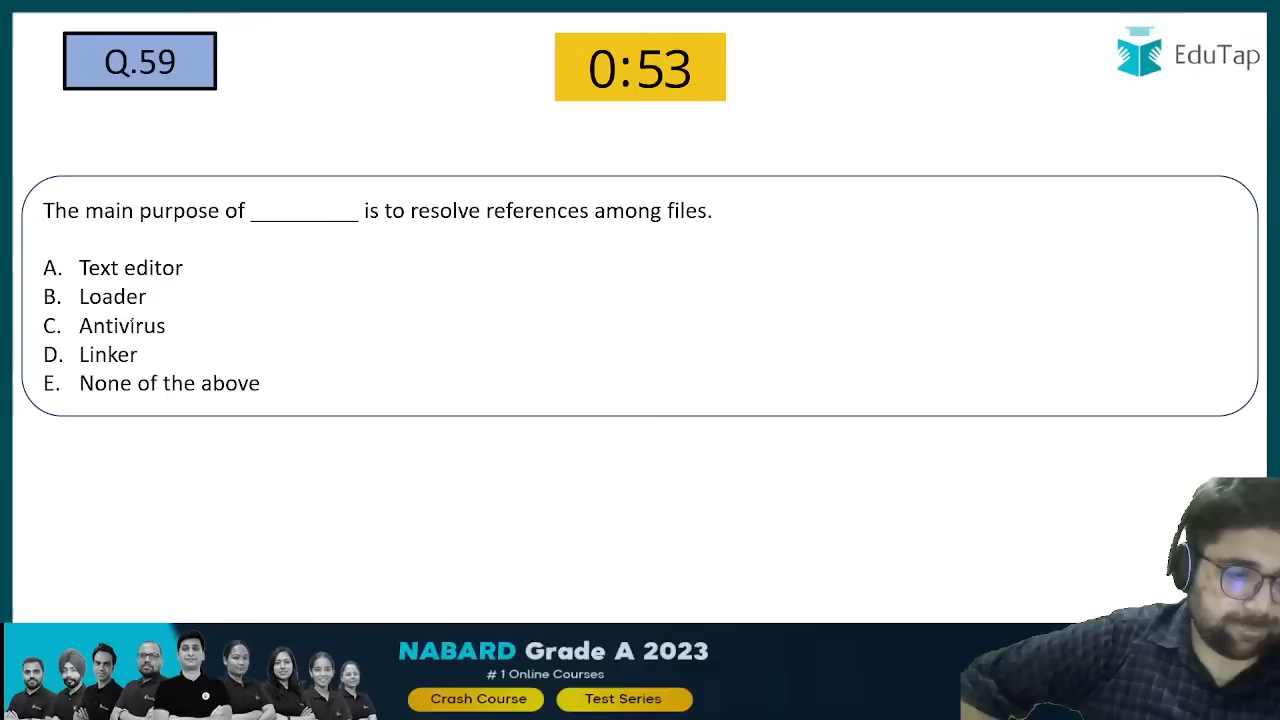 Q.59
0:53
EduTap
The main purpose of _________ is to resolve references among files.
A. Text editor
B. Loader
C. Antivirus
D. Linker
E. None of the above
NABARD Grade A 2023
# 1 Online Courses
Crash Course
Test Series